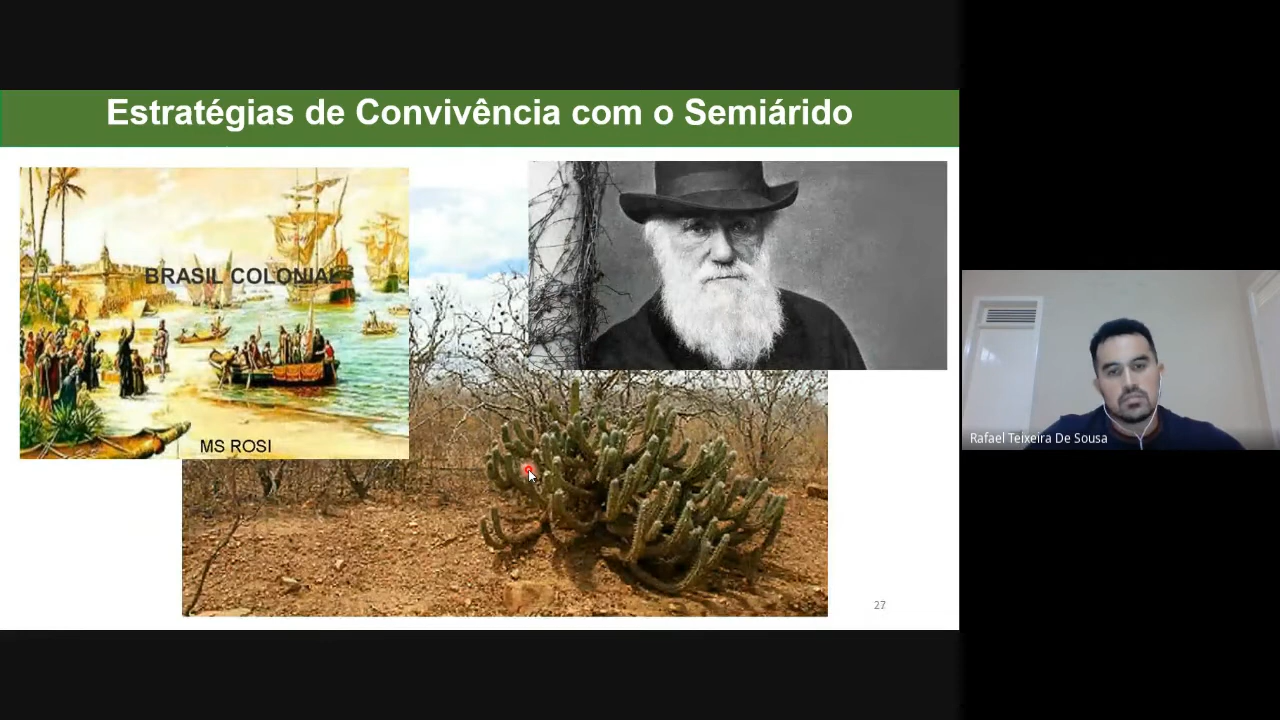 Estratégias de Convivência com o Semiárido
BRASIL COLONIAL
MS ROSI
27
Rafael Teixeira De Sousa